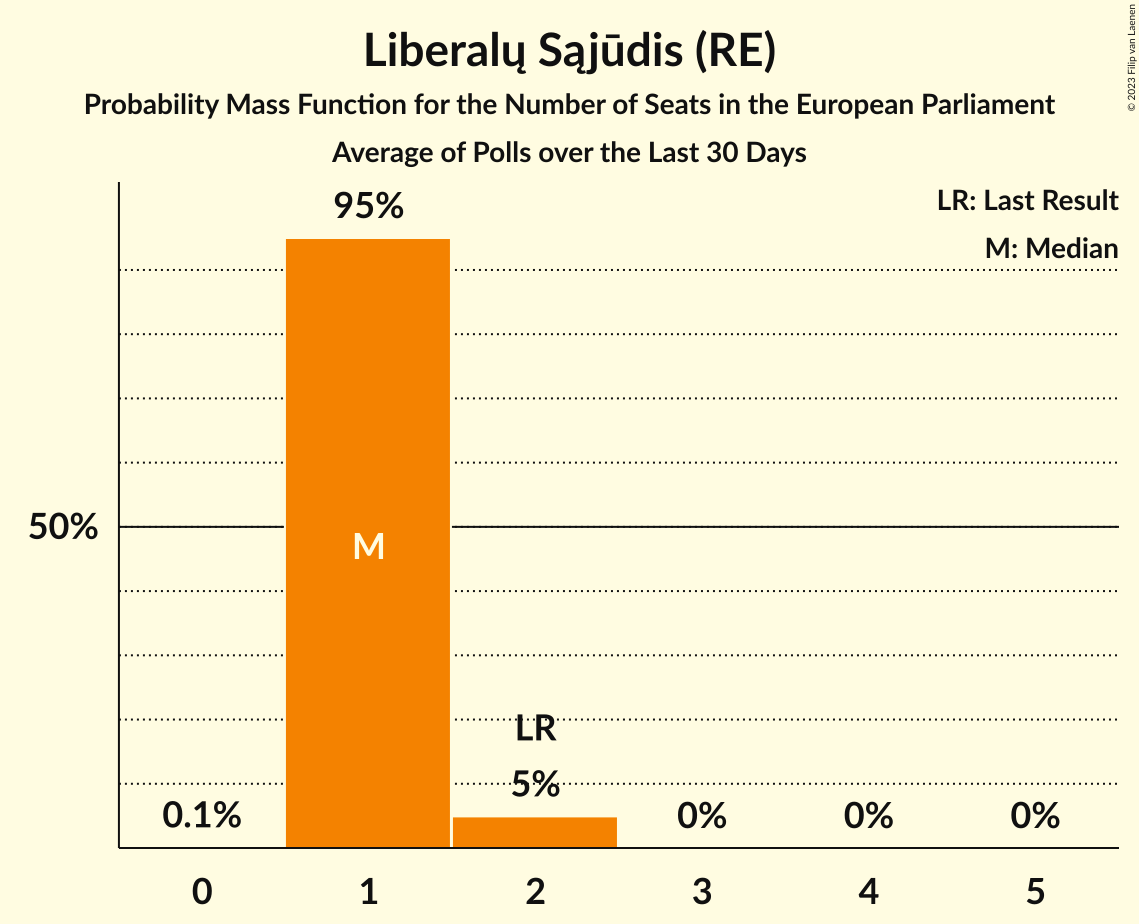 Liberalų Sąjūdis (RE)
Probability Mass Function for the Number of Seats in the European Parliament
Average of Polls over the Last 30 Days
© 2023 Filip van Laenen
LR: Last Result
M: Median
95%
50%
M
LR
5%
0.1%
0%
0%
0%
0
1
2
3
4
5